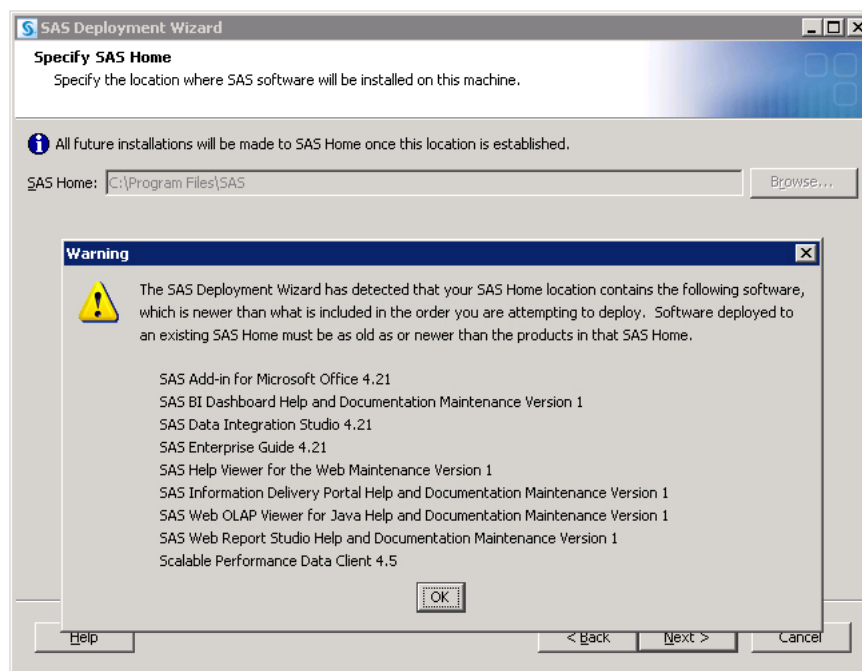 SAS Deployment Wizard
Specify SAS Home
Specify the location where SAS software will be installed on this machine.
All future installations will be made to SAS Home once this location is established.
SAS Home: C:\Program Files\SAS Browse...
Warning
The SAS Deployment Wizard has detected that your SAS Home location contains the following software,
which is newer than what is included in the order you are attempting to deploy. Software deployed to
an existing SAS Home must be as old as or newer than the products in that SAS Home.
SAS Add-in for Microsoft Office 4.21
SAS BI Dashboard Help and Documentation Maintenance Version 1
SAS Data Integration Studio 4.21
SAS Enterprise Guide 4.21
SAS Help Viewer for the Web Maintenance Version 1
SAS Information Delivery Portal Help and Documentation Maintenance Version 1
SAS Web OLAP Viewer for Java Help and Documentation Maintenance Version 1
SAS Web Report Studio Help and Documentation Maintenance Version 1
Scalable Performance Data Client 4.5
OK
Help < Back Next > Cancel